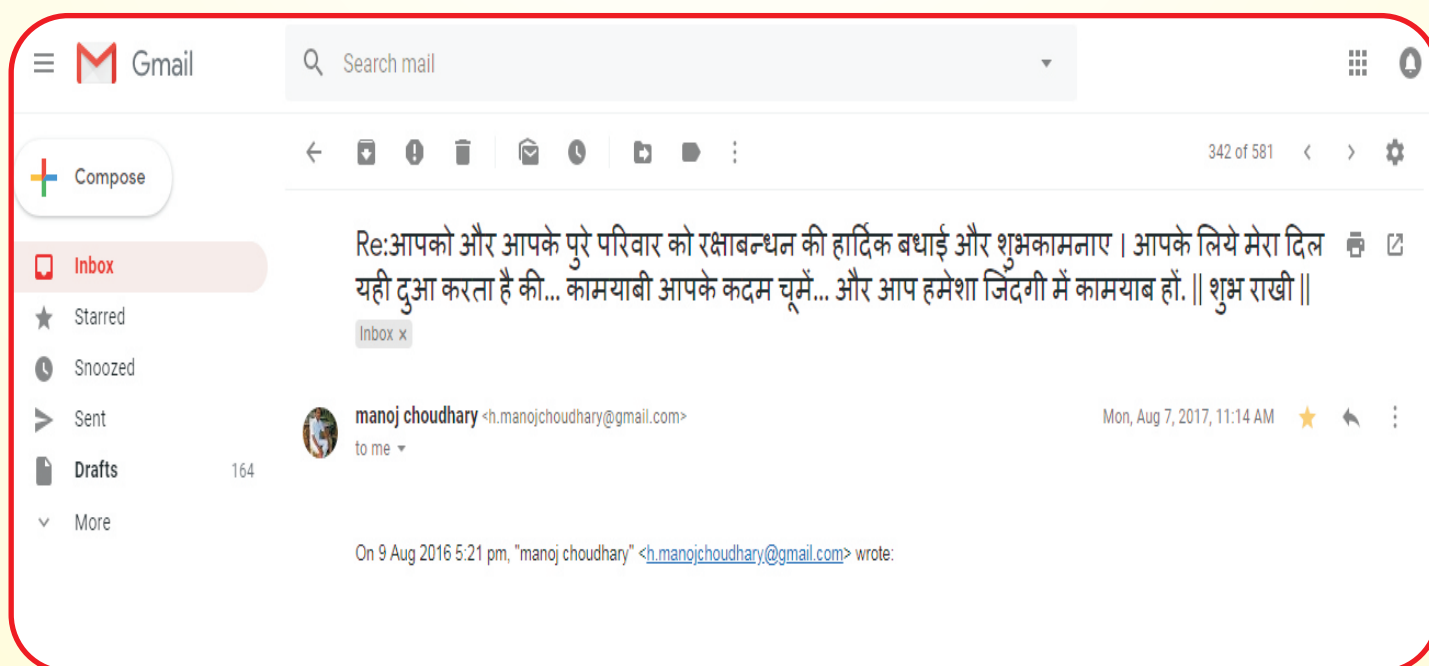 Gmail
Search mail
Compose
342 of 581
Inbox
Starred
Snoozed
Sent
Drafts 164
More
Re:आपको और आपके पुरे परिवार को रक्षाबन्धन की हार्दिक बधाई और शुभकामनाए । आपके लिये मेरा दिल
यही दुआ करता है की... कामयाबी आपके कदम चूमें... और आप हमेशा जिंदगी में कामयाब हों. || शुभ राखी ||
Inbox x
manoj choudhary <h.manojchoudhary@gmail.com> Mon, Aug 7, 2017, 11:14 AM
to me
On 9 Aug 2016 5:21 pm, "manoj choudhary" <h.manojchoudhary@gmail.com> wrote: